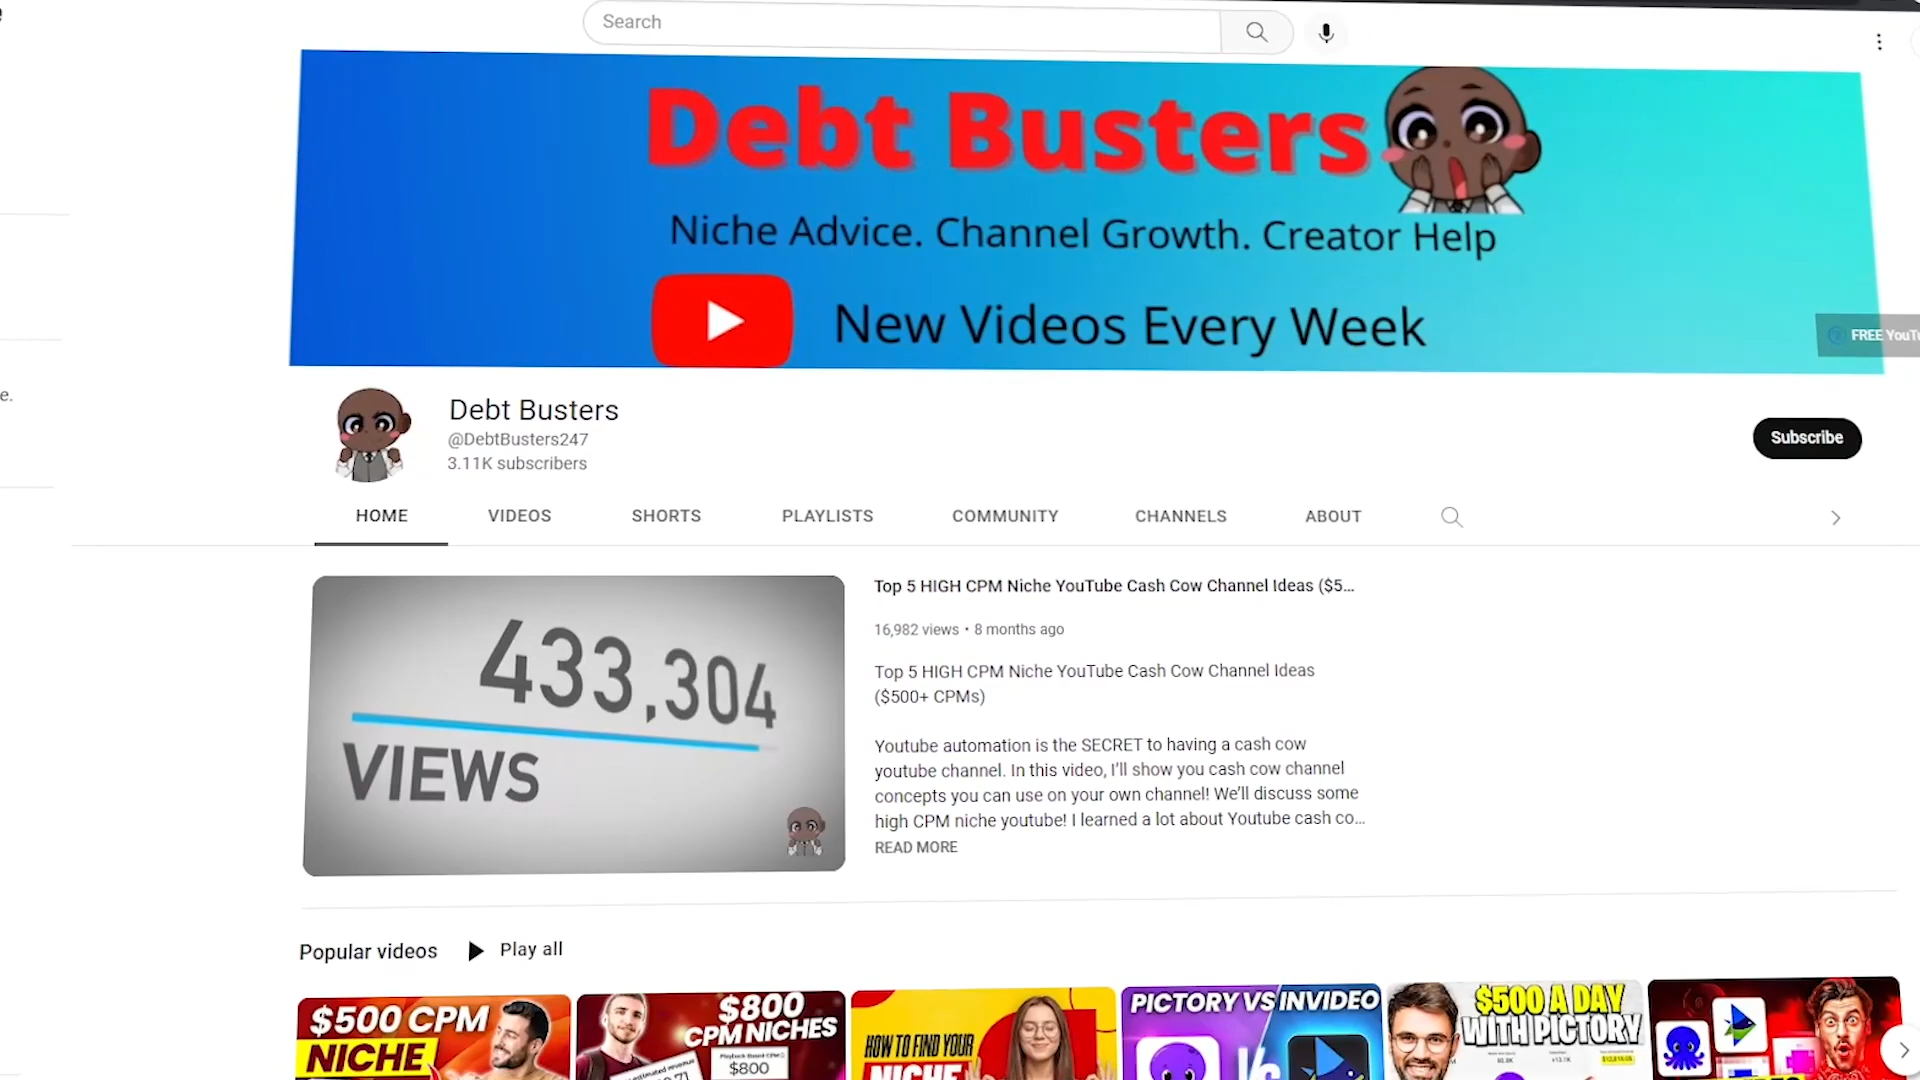 Search
Debt Busters
Niche Advice. Channel Growth. Creator Help
New Videos Every Week
FREE YouTu
e.
Debt Busters
@DebtBusters247
3.11K subscribers
Subscribe
HOME VIDEOS SHORTS PLAYLISTS COMMUNITY CHANNELS ABOUT
433,304
VIEWS
Top 5 HIGH CPM Niche YouTube Cash Cow Channel Ideas ($5...
16,982 views • 8 months ago
Top 5 HIGH CPM Niche YouTube Cash Cow Channel Ideas
($500+ CPMs)
Youtube automation is the SECRET to having a cash cow
youtube channel. In this video, I'll show you cash cow channel
concepts you can use on your own channel! We'll discuss some
high CPM niche youtube! I learned a lot about Youtube cash co...
READ MORE
Popular videos Play all
$500 CPM
NICHE
$800
CPM NICHES
estimated revenue
$800
HOW TO FIND YOUR
NICHE
PICTORY VS INVIDEO
VS
$500 A DAY
WITH PICTORY